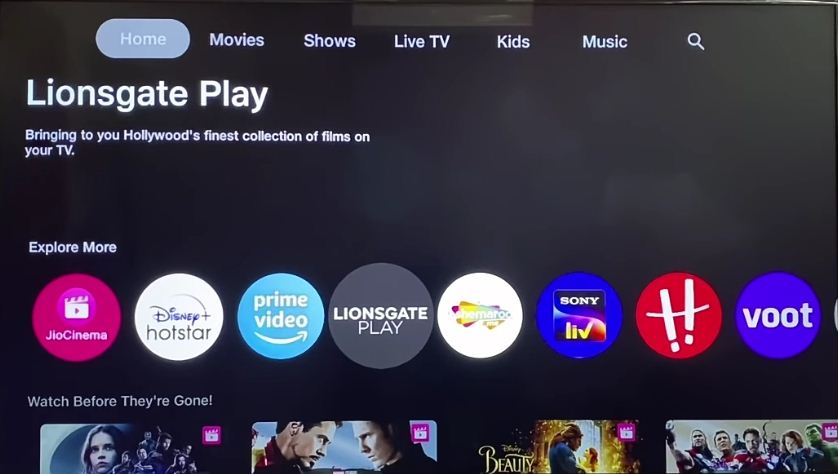 Home Movies Shows Live TV Kids Music
Lionsgate Play
Bringing to you Hollywood's finest collection of films on
your TV.
Explore More
JioCinema
Disney+
hotstar
prime
video
LIONSGATE
PLAY
SONY
liv
voot
Watch Before They're Gone!
Disney
BEAUTY